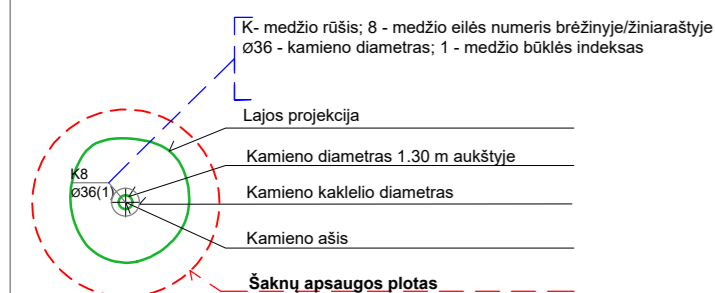 K- medžio rūšis; 8 - medžio eilės numeris brėžinyje/žiniaraštyje
Ø36 - kamieno diametras; 1 - medžio būklės indeksas
Lajos projekcija
Kamieno diametras 1.30 m aukštyje
K8
Ø36(1)
Kamieno kaklelio diametras
Kamieno ašis
Šaknų apsaugos plotas